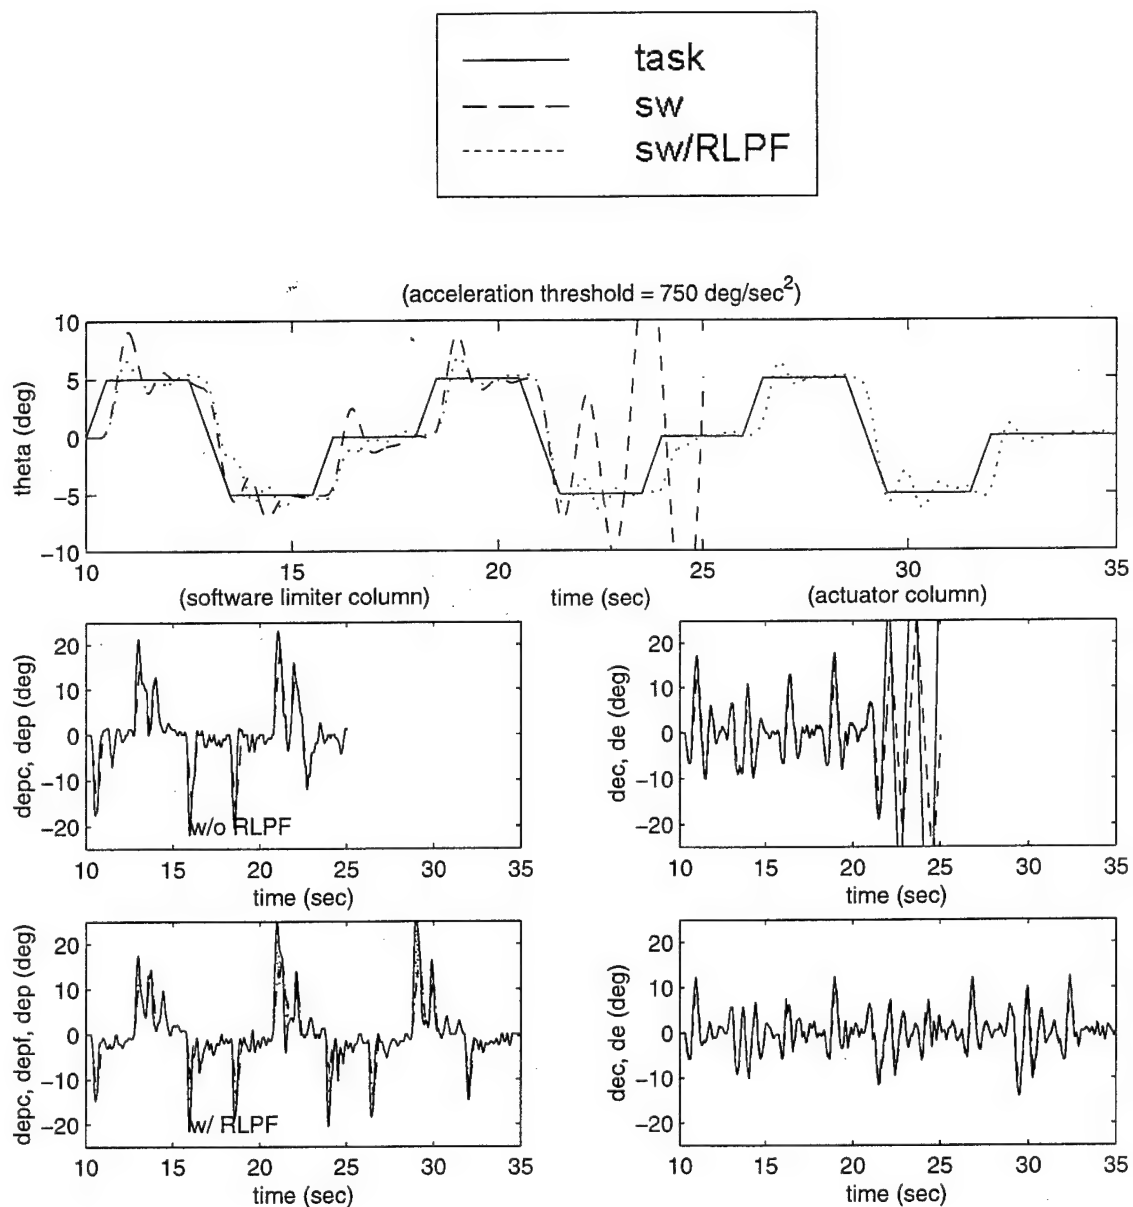 task
sw
sw/RLPF
(acceleration threshold = 750 deg/sec²)
theta (deg)
10
5
0
−5
−10
10 15 20 25 30 35
(software limiter column) time (sec) (actuator column)
depc, dep (deg)
20
10
0
−10
−20
w/o RLPF
10 15 20 25 30 35
time (sec)
dec, de (deg)
20
10
0
−10
−20
10 15 20 25 30 35
time (sec)
depc, depf, dep (deg)
20
10
0
−10
−20
w/ RLPF
10 15 20 25 30 35
time (sec)
dec, de (deg)
20
10
0
−10
−20
10 15 20 25 30 35
time (sec)